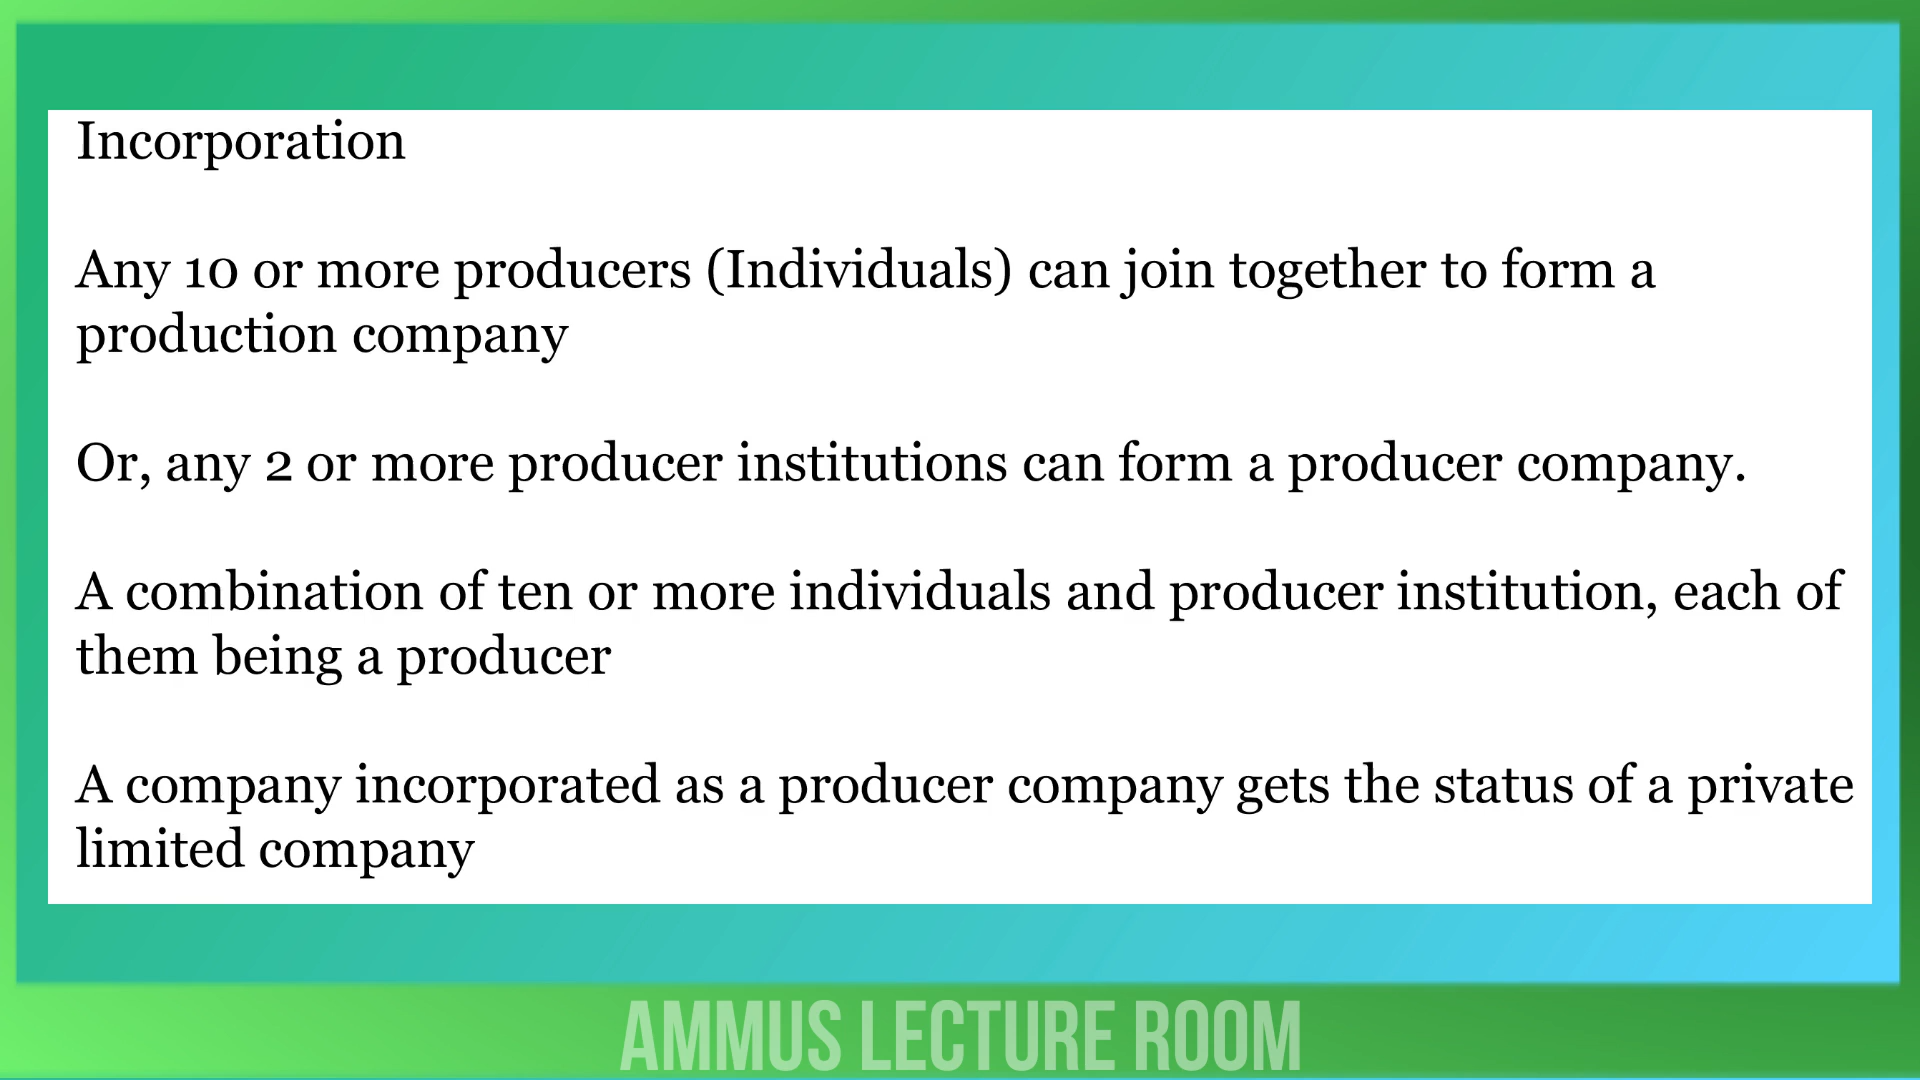 Incorporation
Any 10 or more producers (Individuals) can join together to form a
production company
Or, any 2 or more producer institutions can form a producer company.
A combination of ten or more individuals and producer institution, each of
them being a producer
A company incorporated as a producer company gets the status of a private
limited company
AMMUS LECTURE ROOM